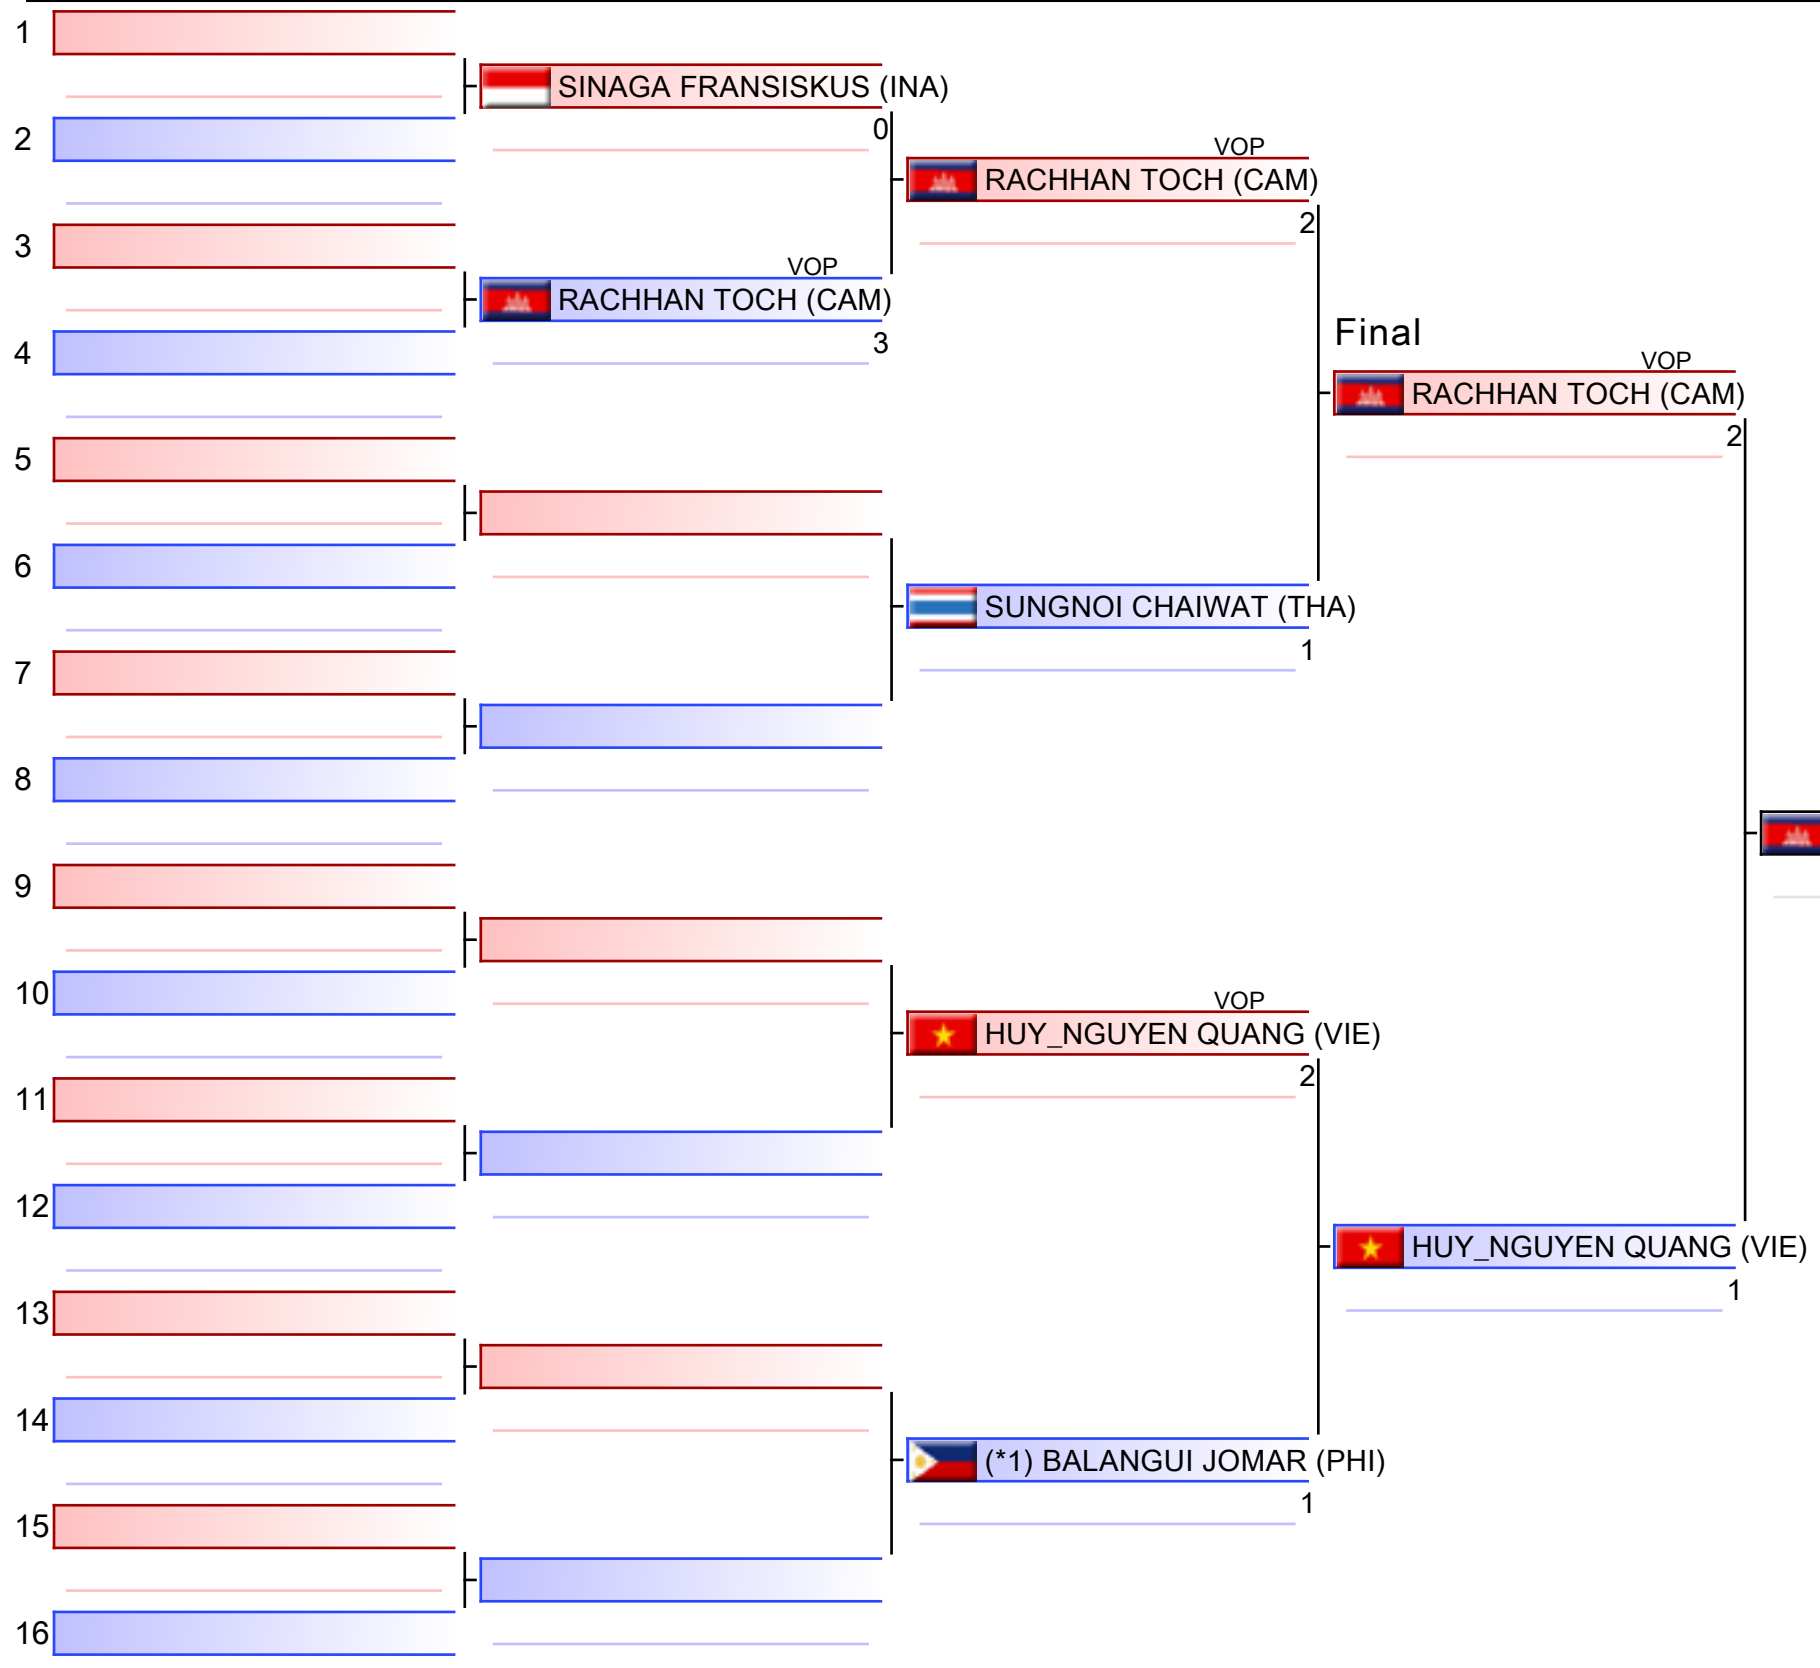 1
SINAGA FRANSISKUS (INA)
0
2
VOP
RACHHAN TOCH (CAM)
2
3
VOP
RACHHAN TOCH (CAM)
3
4
Final
VOP
RACHHAN TOCH (CAM)
2
5
6
SUNGNOI CHAIWAT (THA)
1
7
8
9
10
VOP
HUY_NGUYEN QUANG (VIE)
2
11
12
HUY_NGUYEN QUANG (VIE)
1
13
14
(*1) BALANGUI JOMAR (PHI)
1
15
16